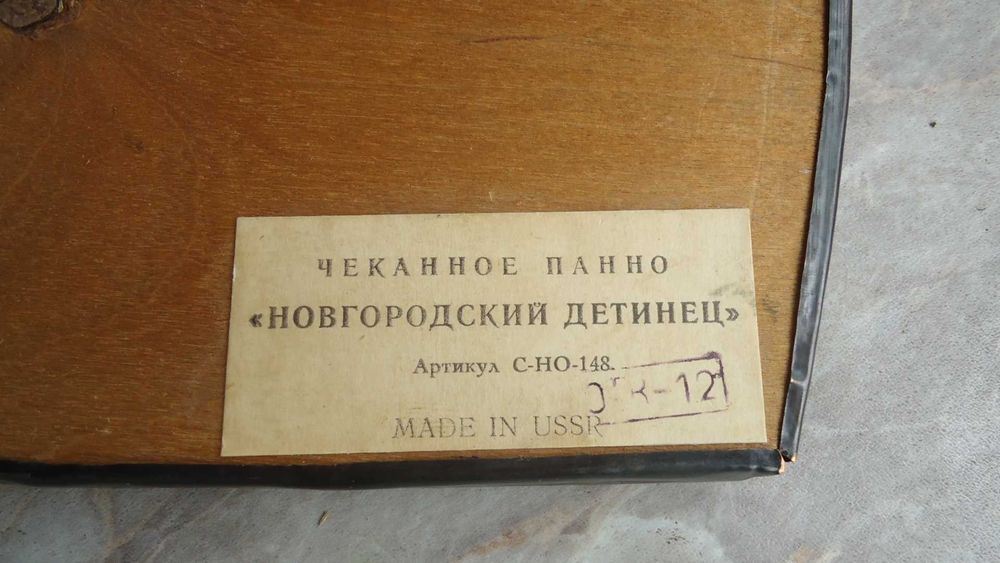 ЧЕКАННОЕ ПАННО
«НОВГОРОДСКИЙ ДЕТИНЕЦ»
Артикул С-НО-148.
MADE IN USSR